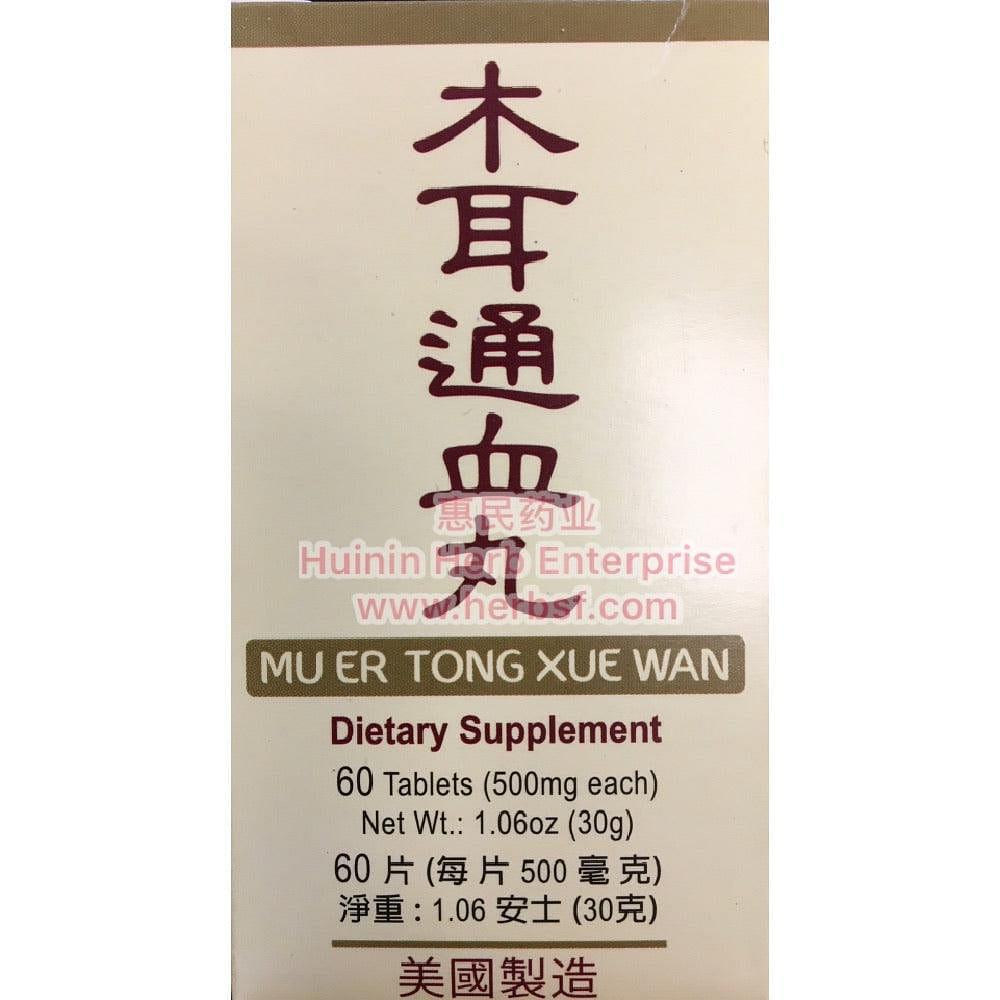 木耳通血丸
惠民药业
Huinin Herb Enterprise
www.herbsf.com
MU ER TONG XUE WAN
Dietary Supplement
60 Tablets (500mg each)
Net Wt.: 1.06oz (30g)
60 片 (每片 500 毫克)
淨重 : 1.06 安士 (30克)
美國製造